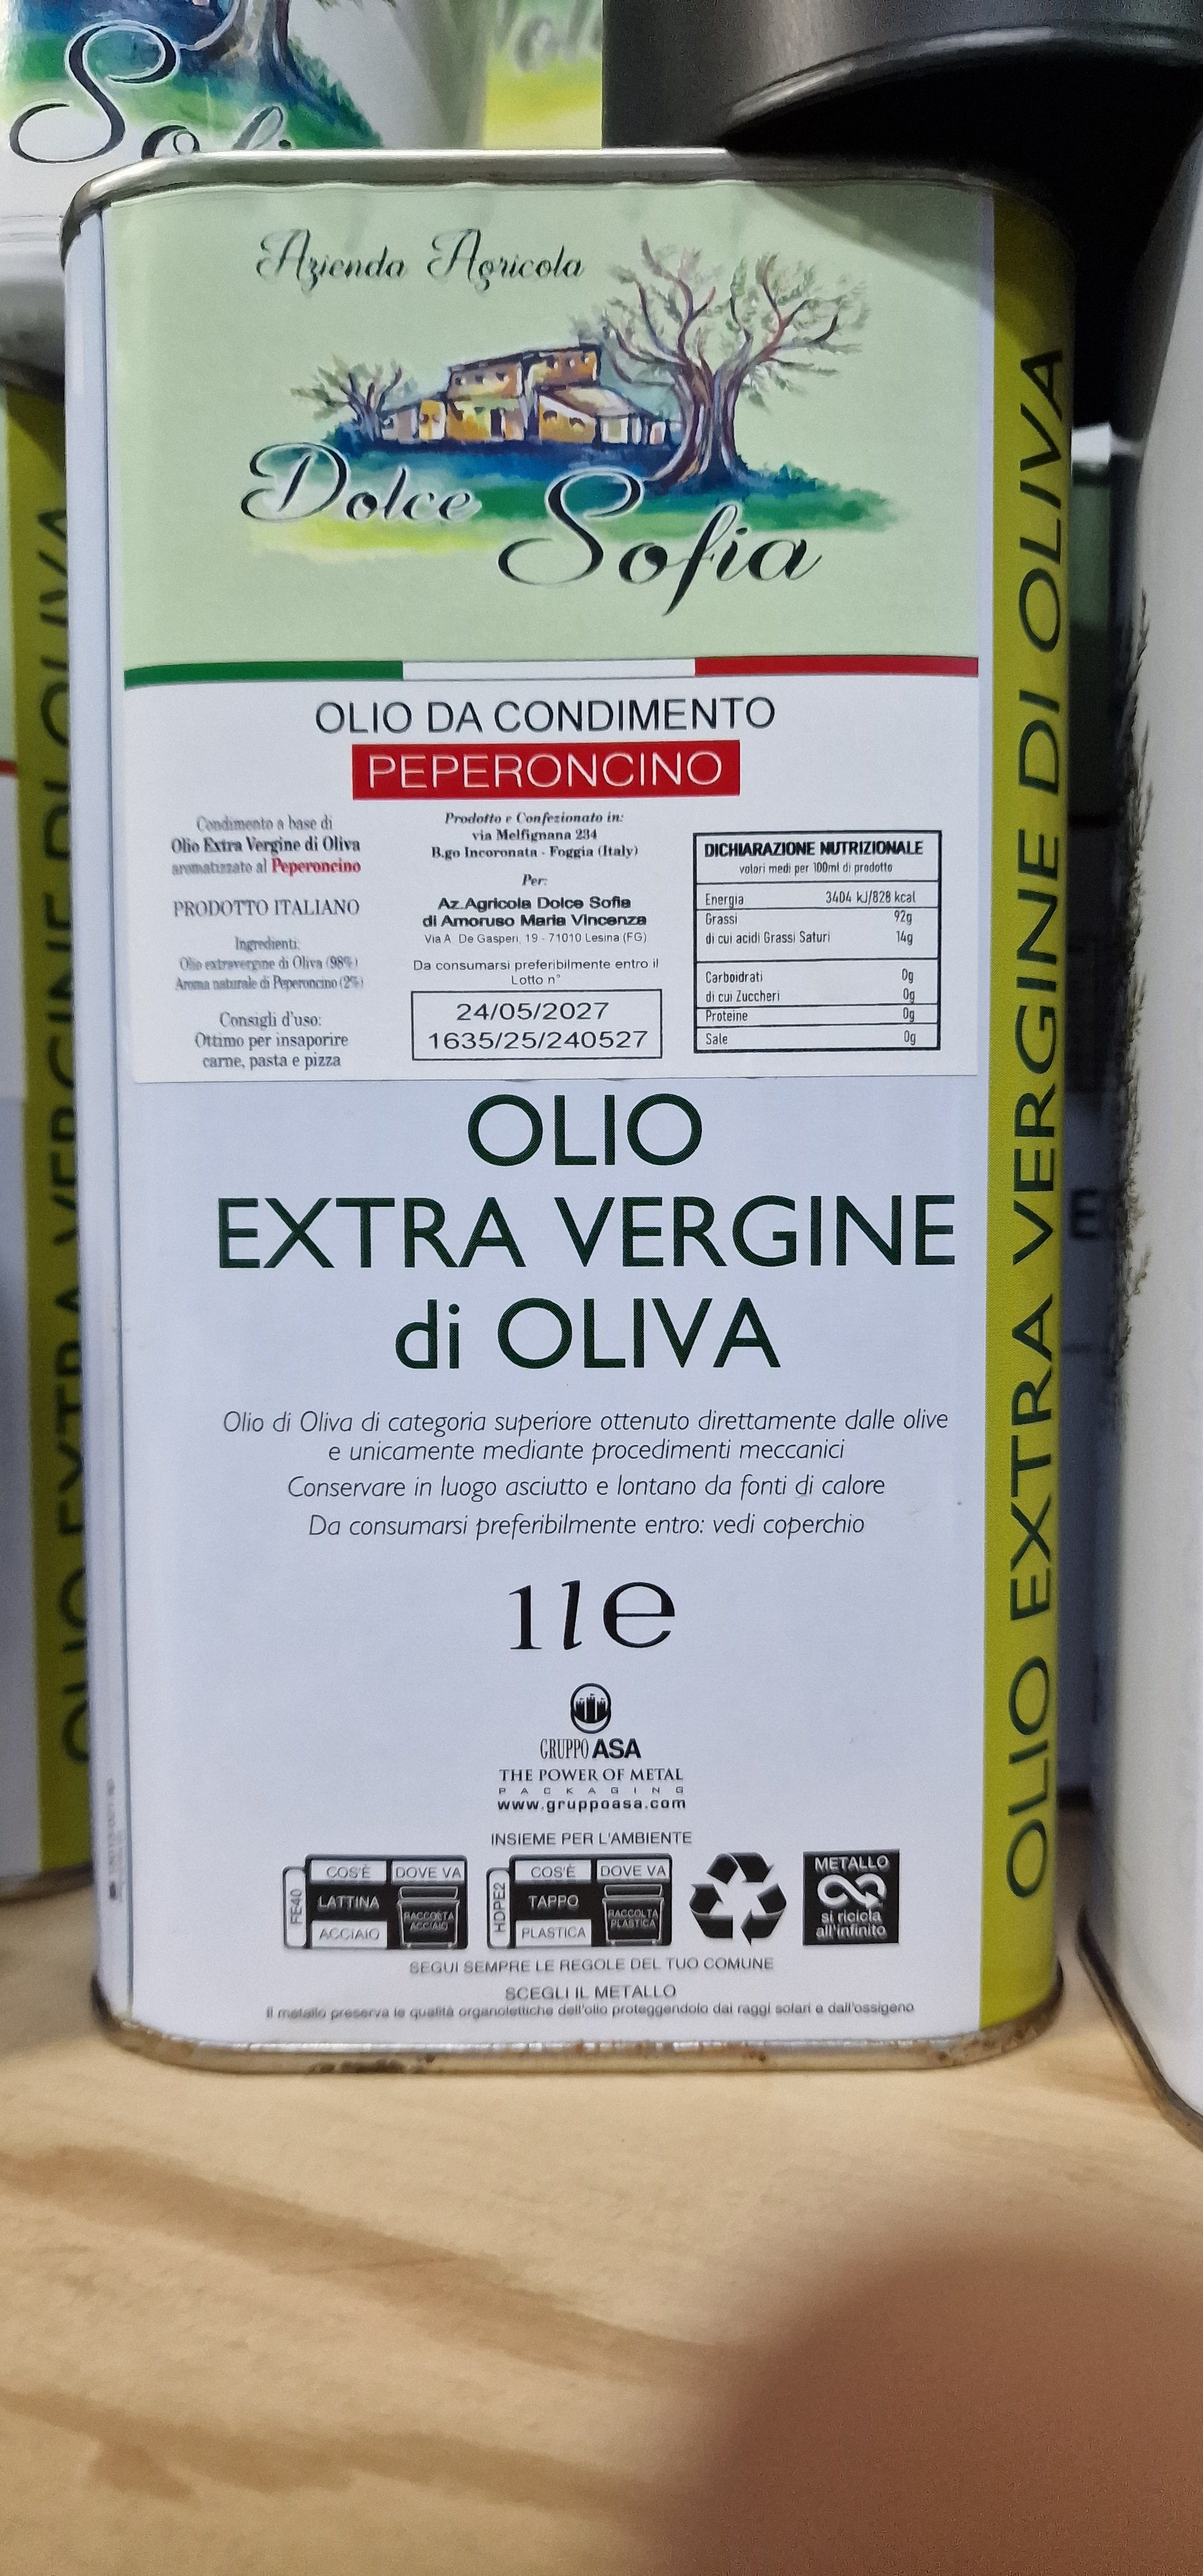 Azienda Agricola
Dolce
Sofia
OLIO DA CONDIMENTO
PEPERONCINO
Condimento a base di
Olio Extra Vergine di Oliva
aromatizzato al Peperoncino
PRODOTTO ITALIANO
Ingredienti:
Olio extravergine di Oliva (98%)
Aroma naturale di Peperoncino (2%)
Consigli d'uso:
Ottimo per insaporire
carne, pasta e pizza
Prodotto e Confezionato in:
via Melfignana 234
B.go Incoronata - Foggia (Italy)
Per:
Az.Agricola Dolce Sofia
di Amoruso Maria Vincenza
Via A. De Gasperi, 19 - 71010 Lesina (FG)
Da consumarsi preferibilmente entro il
Lotto n°
24/05/2027
1635/25/240527
DICHIARAZIONE NUTRIZIONALE
valori medi per 100ml di prodotto
Energia 3404 kJ/828 kcal
Grassi 92g
di cui acidi Grassi Saturi 14g
Carboidrati 0g
di cui Zuccheri 0g
Proteine 0g
Sale 0g
OLIO
EXTRA VERGINE
di OLIVA
Olio di Oliva di categoria superiore ottenuto direttamente dalle olive
e unicamente mediante procedimenti meccanici
Conservare in luogo asciutto e lontano da fonti di calore
Da consumarsi preferibilmente entro: vedi coperchio
1 l e
GRUPPO ASA
THE POWER OF METAL
PACKAGING
www.gruppoasa.com
INSIEME PER L'AMBIENTE
FE40
COS'È DOVE VA
LATTINA
RACCOLTA
ACCIAIO
ACCIAIO
HDPE2
COS'È DOVE VA
TAPPO
RACCOLTA
PLASTICA
PLASTICA
METALLO
si ricicla
all'infinito
SEGUI SEMPRE LE REGOLE DEL TUO COMUNE
SCEGLI IL METALLO
Il metallo preserva le qualità organolettiche dell'olio proteggendolo dai raggi solari e dall'ossigeno
OLIO EXTRA VERGINE DI OLIVA
OLIO EXTRA VERGINE DI OLIVA